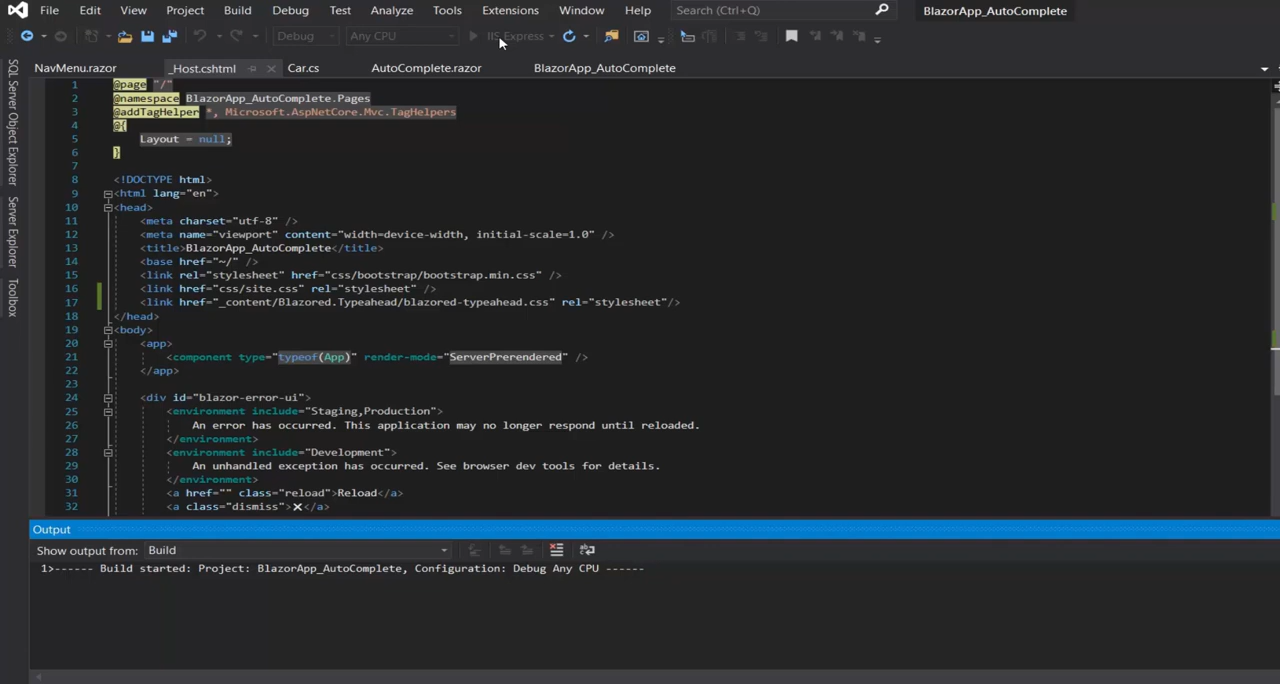 File Edit View Project Build Debug Test Analyze Tools Extensions Window Help Search (Ctrl+Q) BlazorApp_AutoComplete
Debug Any CPU IIS Express
NavMenu.razor _Host.cshtml Car.cs AutoComplete.razor BlazorApp_AutoComplete
SQL Server Object Explorer
Server Explorer
Toolbox
1 @page "/"
2 @namespace BlazorApp_AutoComplete.Pages
3 @addTagHelper *, Microsoft.AspNetCore.Mvc.TagHelpers
4 @{
5 Layout = null;
6 }
7
8 <!DOCTYPE html>
9 <html lang="en">
10 <head>
11 <meta charset="utf-8" />
12 <meta name="viewport" content="width=device-width, initial-scale=1.0" />
13 <title>BlazorApp_AutoComplete</title>
14 <base href="~/" />
15 <link rel="stylesheet" href="css/bootstrap/bootstrap.min.css" />
16 <link href="css/site.css" rel="stylesheet" />
17 <link href="_content/Blazored.Typeahead/blazored-typeahead.css" rel="stylesheet"/>
18 </head>
19 <body>
20 <app>
21 <component type="typeof(App)" render-mode="ServerPrerendered" />
22 </app>
23
24 <div id="blazor-error-ui">
25 <environment include="Staging,Production">
26 An error has occurred. This application may no longer respond until reloaded.
27 </environment>
28 <environment include="Development">
29 An unhandled exception has occurred. See browser dev tools for details.
30 </environment>
31 <a href="" class="reload">Reload</a>
32 <a class="dismiss">🗙</a>
Output
Show output from: Build
1>------ Build started: Project: BlazorApp_AutoComplete, Configuration: Debug Any CPU ------